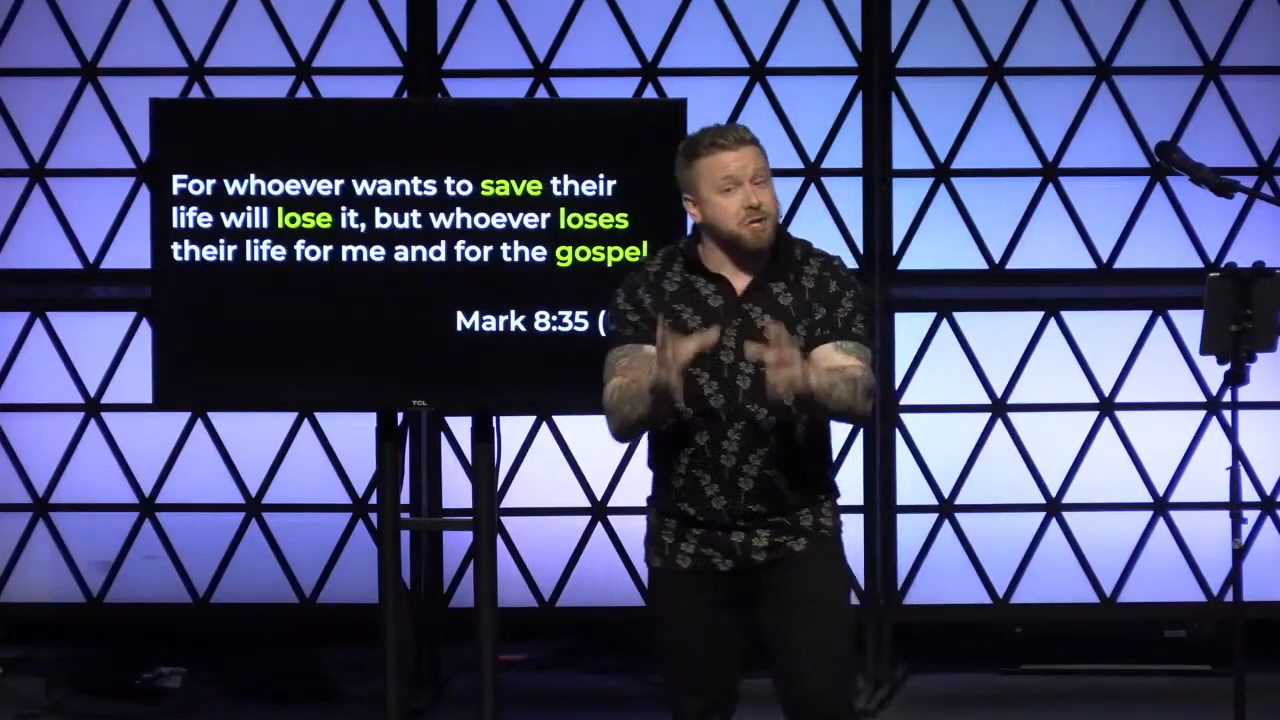 For whoever wants to save their
life will lose it, but whoever loses
their life for me and for the gospel
Mark 8:35 (
TCL